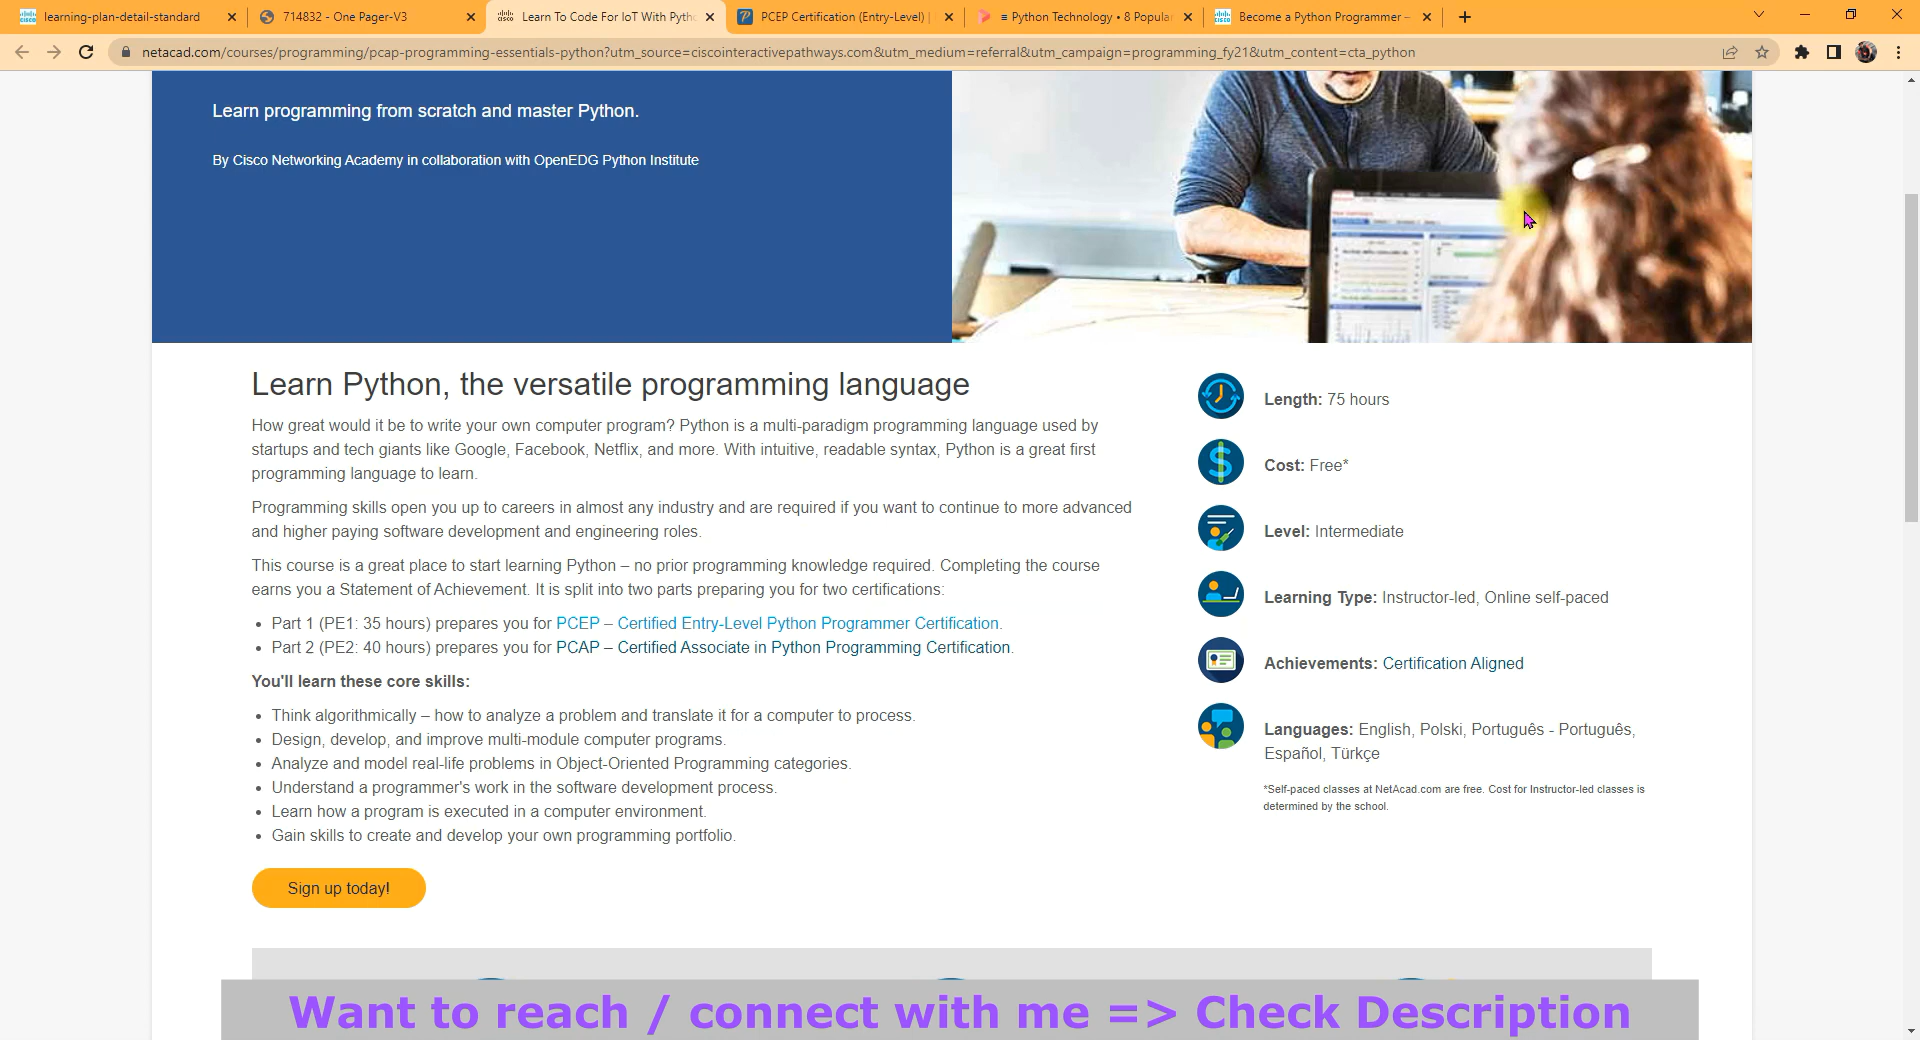 learning-plan-detail-standard
714832 - One Pager-V3
Learn To Code For IoT With Pytho
PCEP Certification (Entry-Level) |
≡ Python Technology • 8 Popula
Become a Python Programmer –
netacad.com/courses/programming/pcap-programming-essentials-python?utm_source=ciscointeractivepathways.com&utm_medium=referral&utm_campaign=programming_fy21&utm_content=cta_python
Learn programming from scratch and master Python.
By Cisco Networking Academy in collaboration with OpenEDG Python Institute
Learn Python, the versatile programming language
How great would it be to write your own computer program? Python is a multi-paradigm programming language used by
startups and tech giants like Google, Facebook, Netflix, and more. With intuitive, readable syntax, Python is a great first
programming language to learn.
Programming skills open you up to careers in almost any industry and are required if you want to continue to more advanced
and higher paying software development and engineering roles.
This course is a great place to start learning Python – no prior programming knowledge required. Completing the course
earns you a Statement of Achievement. It is split into two parts preparing you for two certifications:
• Part 1 (PE1: 35 hours) prepares you for PCEP – Certified Entry-Level Python Programmer Certification.
• Part 2 (PE2: 40 hours) prepares you for PCAP – Certified Associate in Python Programming Certification.
You'll learn these core skills:
• Think algorithmically – how to analyze a problem and translate it for a computer to process.
• Design, develop, and improve multi-module computer programs.
• Analyze and model real-life problems in Object-Oriented Programming categories.
• Understand a programmer's work in the software development process.
• Learn how a program is executed in a computer environment.
• Gain skills to create and develop your own programming portfolio.
Sign up today!
Length: 75 hours
Cost: Free*
Level: Intermediate
Learning Type: Instructor-led, Online self-paced
Achievements: Certification Aligned
Languages: English, Polski, Português - Português,
Español, Türkçe
*Self-paced classes at NetAcad.com are free. Cost for Instructor-led classes is
determined by the school.
Want to reach / connect with me => Check Description